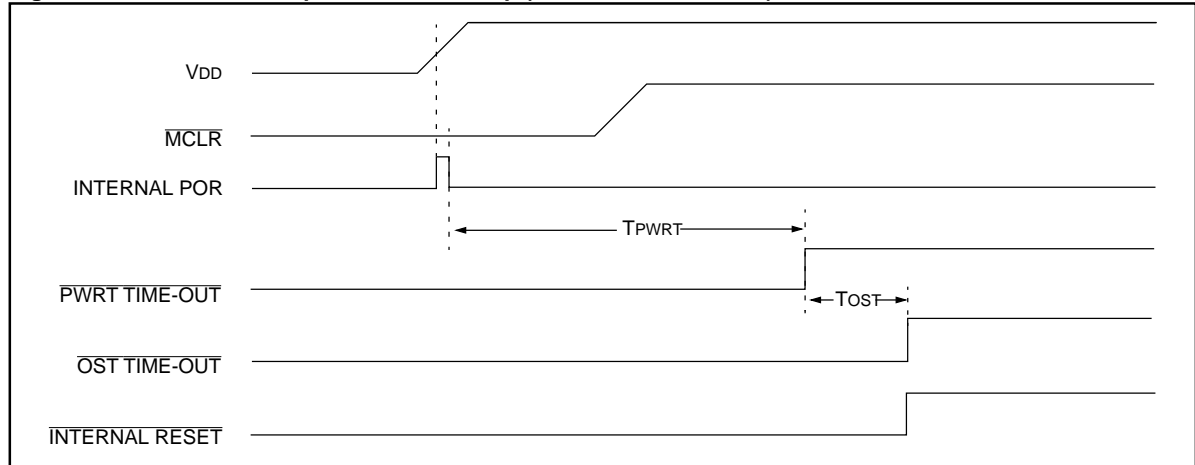 VDD
MCLR
INTERNAL POR
TPWRT
PWRT TIME-OUT
TOST
OST TIME-OUT
INTERNAL RESET